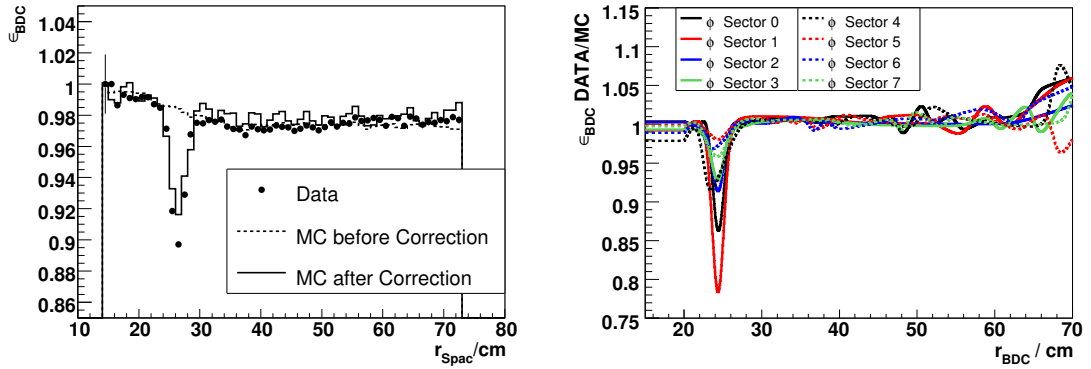 ϵBDC
1.04
1.02
1
0.98
0.96
0.94
0.92
0.9
0.88
0.86
Data
MC before Correction
MC after Correction
10 20 30 40 50 60 70 80
rSpac/cm
ϵBDC DATA/MC
1.15
1.1
1.05
1
0.95
0.9
0.85
0.8
0.75
ϕ Sector 0
ϕ Sector 1
ϕ Sector 2
ϕ Sector 3
ϕ Sector 4
ϕ Sector 5
ϕ Sector 6
ϕ Sector 7
20 30 40 50 60 70
rBDC / cm